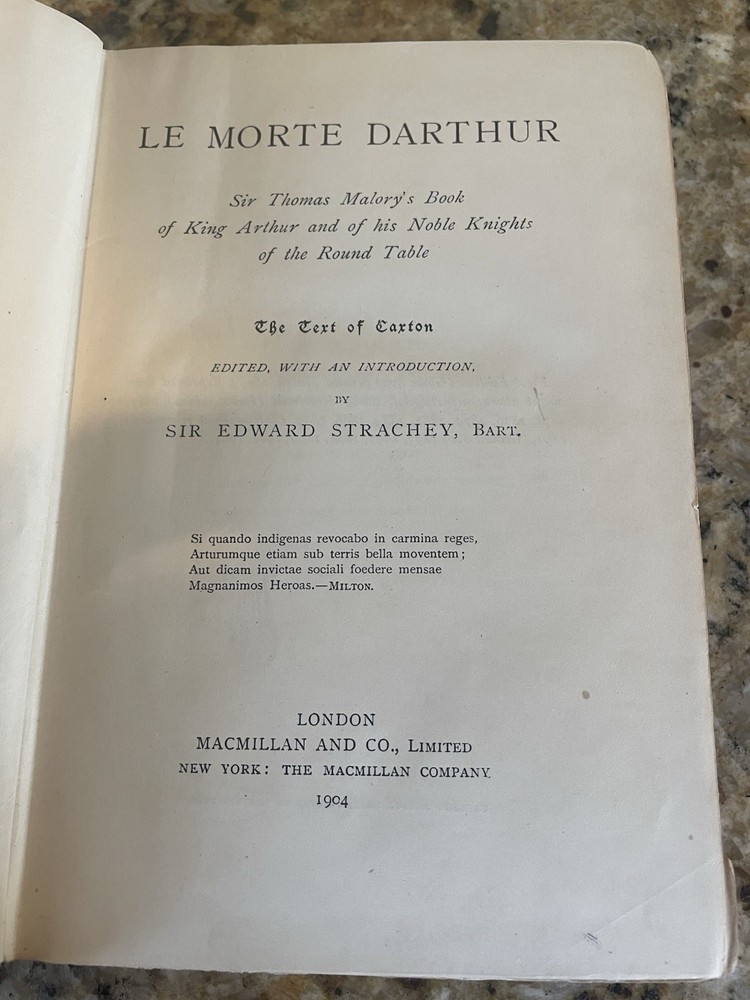 LE MORTE DARTHUR
Sir Thomas Malory's Book
of King Arthur and of his Noble Knights
of the Round Table
The Text of Caxton
EDITED, WITH AN INTRODUCTION,
BY
SIR EDWARD STRACHEY, BART.
Si quando indigenas revocabo in carmina reges,
Arturumque etiam sub terris bella moventem;
Aut dicam invictae sociali foedere mensae
Magnanimos Heroas.—MILTON.
LONDON
MACMILLAN AND CO., LIMITED
NEW YORK: THE MACMILLAN COMPANY
1904